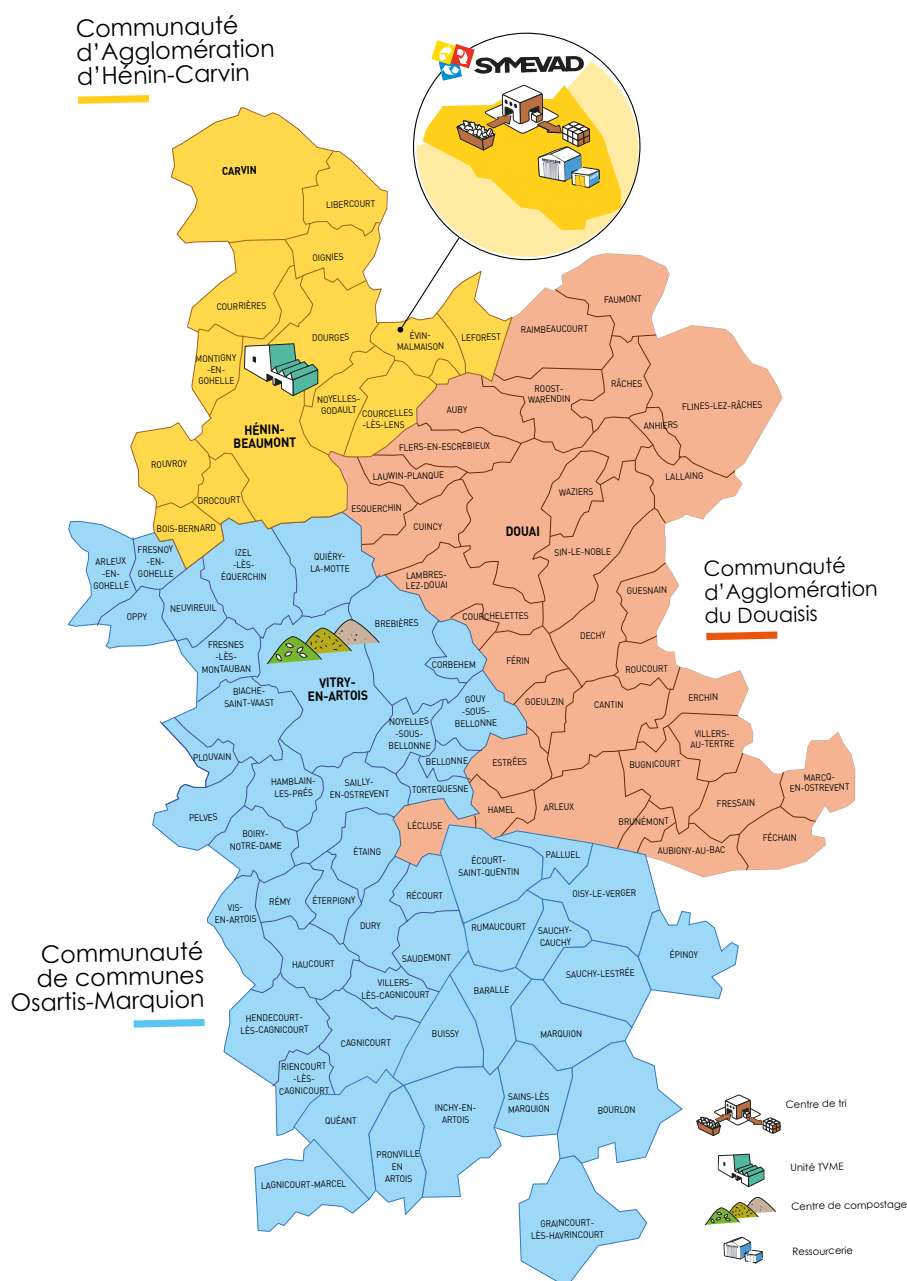 Communauté
d'Agglomération
d'Hénin-Carvin
SYMEVAD
CARVIN
LIBERCOURT
OIGNIES
COURRIÈRES
DOURGES
ÉVIN-
MALMAISON
LEFOREST
MONTIGNY
-EN-
GOHELLE
NOYELLES-
GODAULT
COURCELLES
-LÈS-LENS
HÉNIN-
BEAUMONT
ROUVROY
DROCOURT
BOIS-BERNARD
FAUMONT
RAIMBEAUCOURT
RÂCHES
ROOST-
WARENDIN
FLINES-LEZ-RÂCHES
AUBY
ANHIERS
FLERS-EN-ESCREBIEUX
LALLAING
LAUWIN-PLANQUE
WAZIERS
ESQUERCHIN
CUINCY
DOUAI
SIN-LE-NOBLE
LAMBRES-
LEZ-DOUAI
GUESNAIN
COURCHELETTES
DECHY
FÉRIN
ROUCOURT
GOEULZIN
CANTIN
ERCHIN
VILLERS-
AU-TERTRE
ESTRÉES
BUGNICOURT
MARCQ-
EN-OSTREVENT
HAMEL
ARLEUX
FRESSAIN
BRUNÉMONT
FÉCHAIN
AUBIGNY-AU-BAC
LÉCLUSE
Communauté
d'Agglomération
du Douaisis
ARLEUX
-EN-
GOHELLE
FRESNOY
-EN-
GOHELLE
IZEL
-LÈS-
ÉQUERCHIN
QUIÉRY-
LA-MOTTE
OPPY
NEUVIREUIL
BREBIÈRES
FRESNES
-LÈS-
MONTAUBAN
CORBEHEM
VITRY-
EN-ARTOIS
BIACHE-
SAINT-VAAST
GOUY
-SOUS-
BELLONNE
NOYELLES
-SOUS-
BELLONNE
PLOUVAIN
BELLONNE
HAMBLAIN-
LES-PRÉS
SAILLY-
EN-OSTREVENT
TORTEQUESNE
PELVES
BOIRY-
NOTRE-DAME
ÉTAING
ÉCOURT-
SAINT-QUENTIN
PALLUEL
OISY-LE-VERGER
VIS-
EN-ARTOIS
RÉMY
ÉTERPIGNY
RÉCOURT
DURY
RUMAUCOURT
SAUCHY-
CAUCHY
ÉPINOY
HAUCOURT
SAUDEMONT
SAUCHY-LESTRÉE
VILLERS-
LÈS-CAGNICOURT
BARALLE
HENDECOURT
-LÈS-CAGNICOURT
CAGNICOURT
BUISSY
MARQUION
RIENCOURT
-LÈS-
CAGNICOURT
QUÉANT
INCHY-EN-
ARTOIS
SAINS-LÈS
MARQUION
BOURLON
PRONVILLE
EN
ARTOIS
LAGNICOURT-MARCEL
GRAINCOURT-
LÈS-HAVRINCOURT
Communauté
de communes
Osartis-Marquion
Centre de tri
Unité TVME
Centre de compostage
Ressourcerie